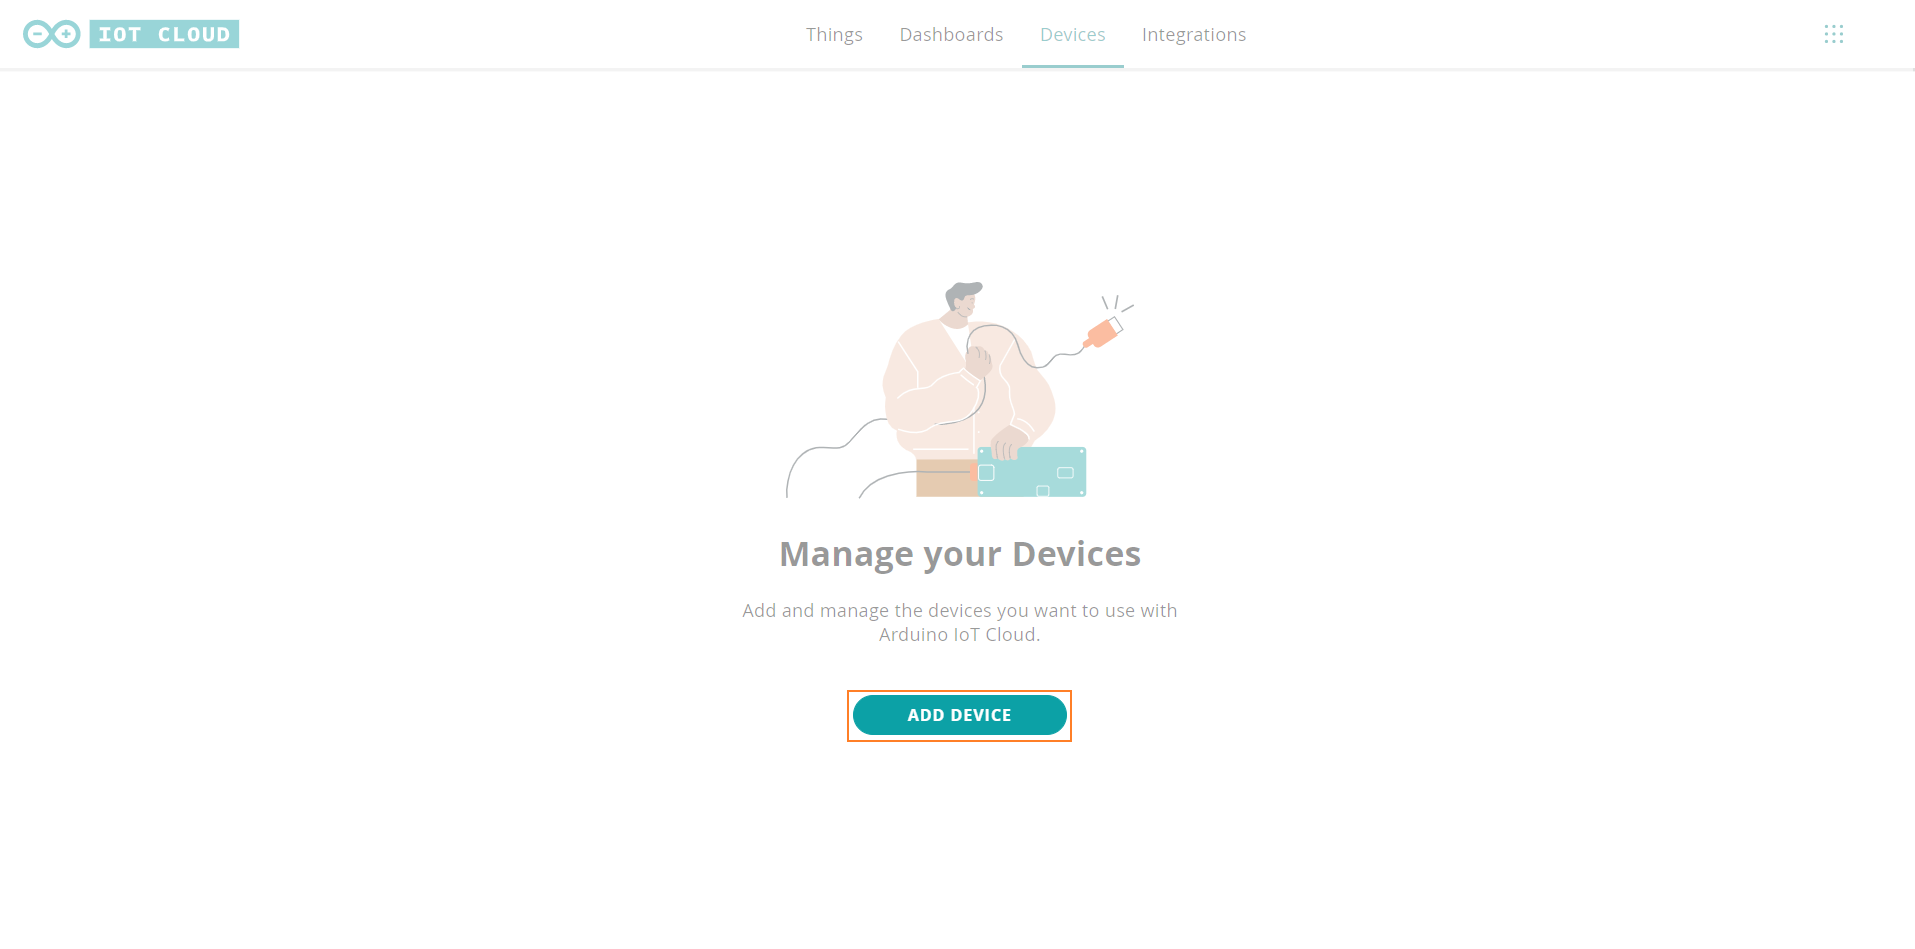 IOT CLOUD
Things Dashboards Devices Integrations
Manage your Devices
Add and manage the devices you want to use with
Arduino IoT Cloud.
ADD DEVICE